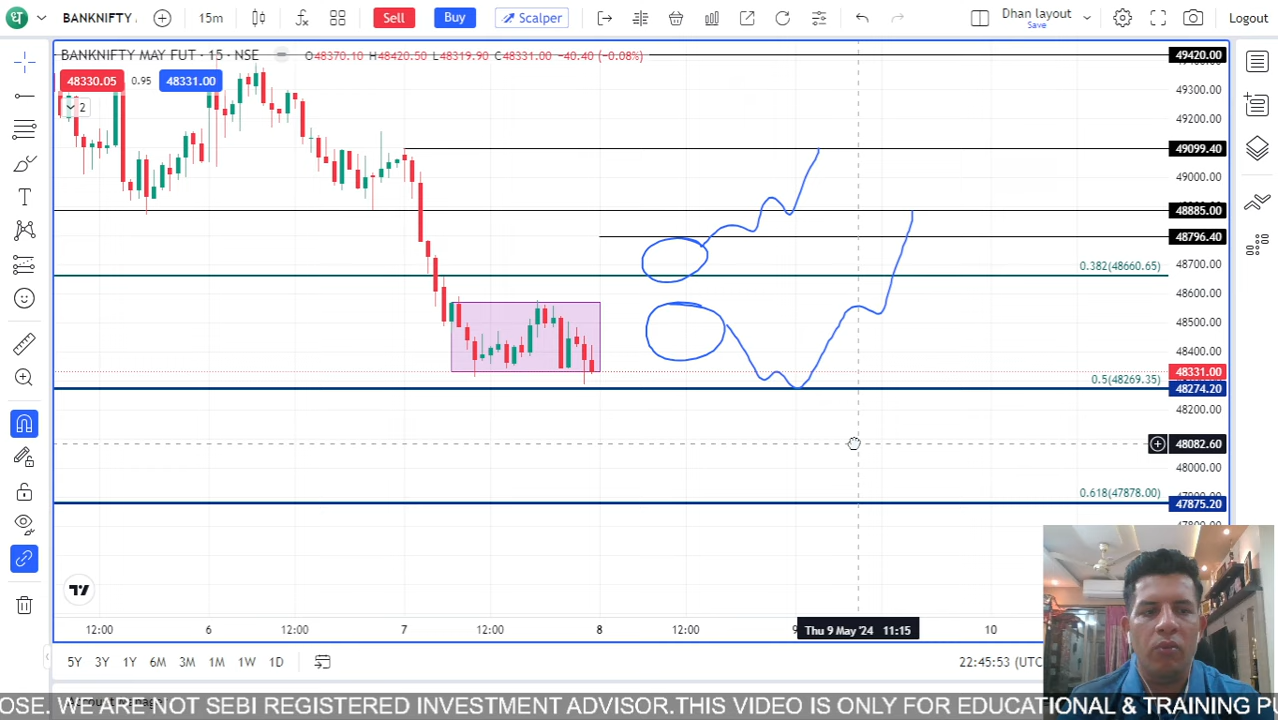 BANKNIFTY
15m
Sell
Buy
Scalper
Dhan layout
Save
Logout
BANKNIFTY MAY FUT · 15 · NSE
O48370.10 H48420.50 L48319.90 C48331.00 −40.40 (−0.08%)
48330.05
0.95
48331.00
2
49420.00
49300.00
49200.00
49099.40
49000.00
48885.00
48796.40
48700.00
0.382(48660.65)
48600.00
48500.00
48400.00
48331.00
0.5(48269.35)
48274.20
48200.00
48082.60
48000.00
0.618(47878.00)
47875.20
12:00
6
12:00
7
12:00
8
12:00
Thu 9 May '24 11:15
10
5Y
3Y
1Y
6M
3M
1M
1W
1D
22:45:53 (UTC
OSE. WE ARE NOT SEBI REGISTERED INVESTMENT ADVISOR.THIS VIDEO IS ONLY FOR EDUCATIONAL & TRAINING PU